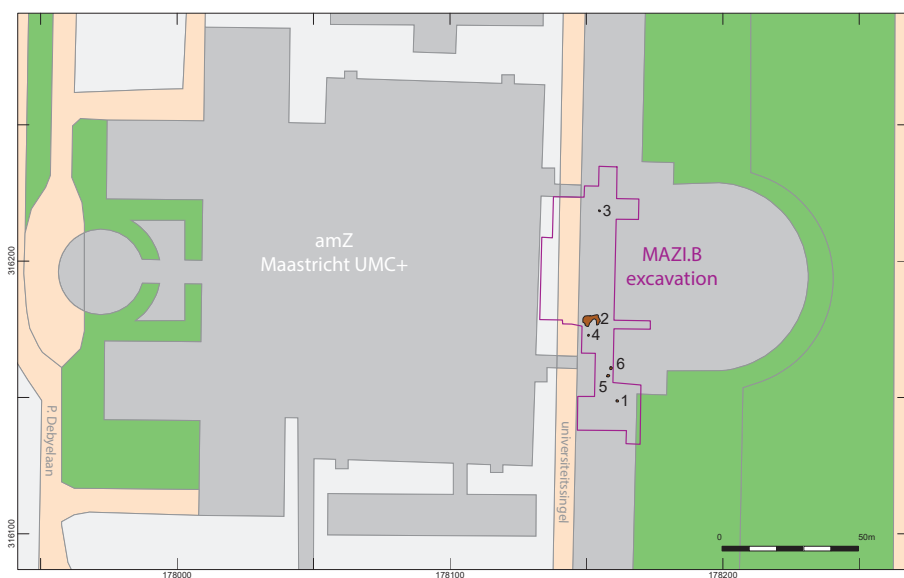 amZ
Maastricht UMC+
MAZI.B
excavation
3
2
4
6
5
1
P. Debyelaan
universiteitssingel
316200
316100
0
50m
178000
178100
178200